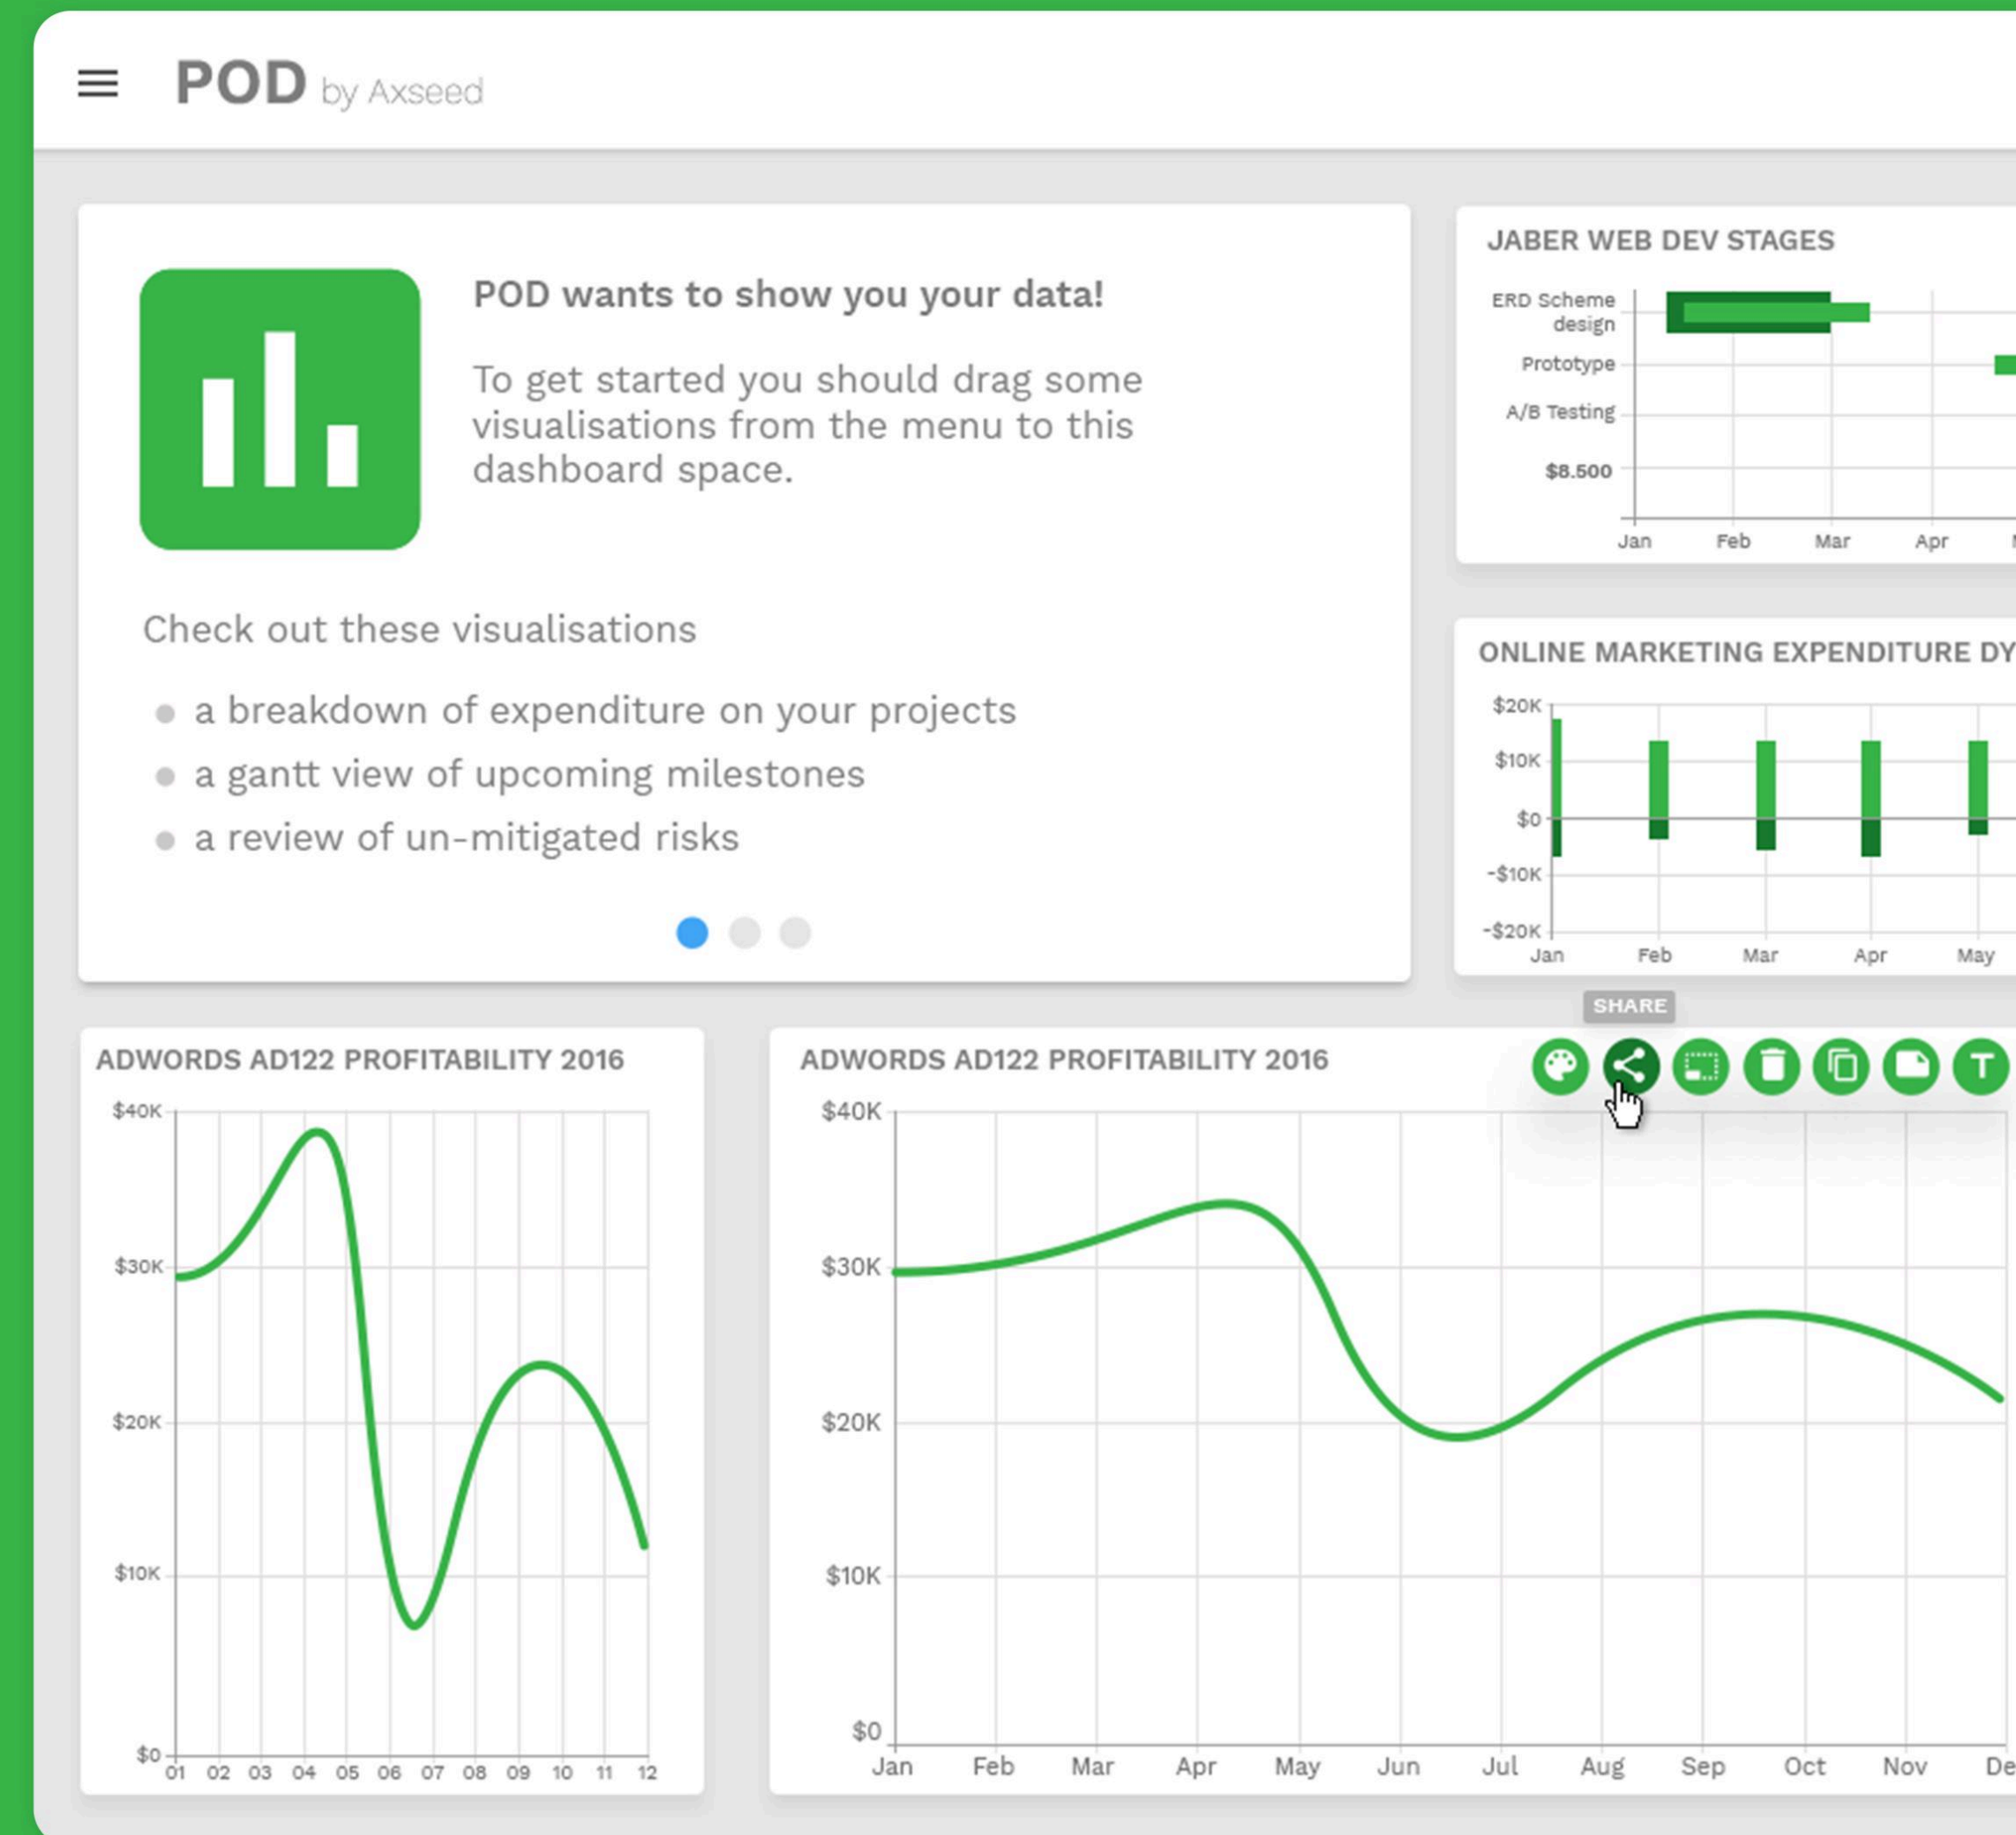 POD by Axseed
POD wants to show you your data!
To get started you should drag some
visualisations from the menu to this
dashboard space.
Check out these visualisations
a breakdown of expenditure on your projects
a gantt view of upcoming milestones
a review of un-mitigated risks
JABER WEB DEV STAGES
ERD Scheme
design
Prototype
A/B Testing
$8.500
Jan Feb Mar Apr
ONLINE MARKETING EXPENDITURE DY
$20K
$10K
$0
-$10K
-$20K
Jan Feb Mar Apr May
ADWORDS AD122 PROFITABILITY 2016
$40K
$30K
$20K
$10K
$0
01 02 03 04 05 06 07 08 09 10 11 12
SHARE
ADWORDS AD122 PROFITABILITY 2016
T
$40K
$30K
$20K
$10K
$0
Jan Feb Mar Apr May Jun Jul Aug Sep Oct Nov De